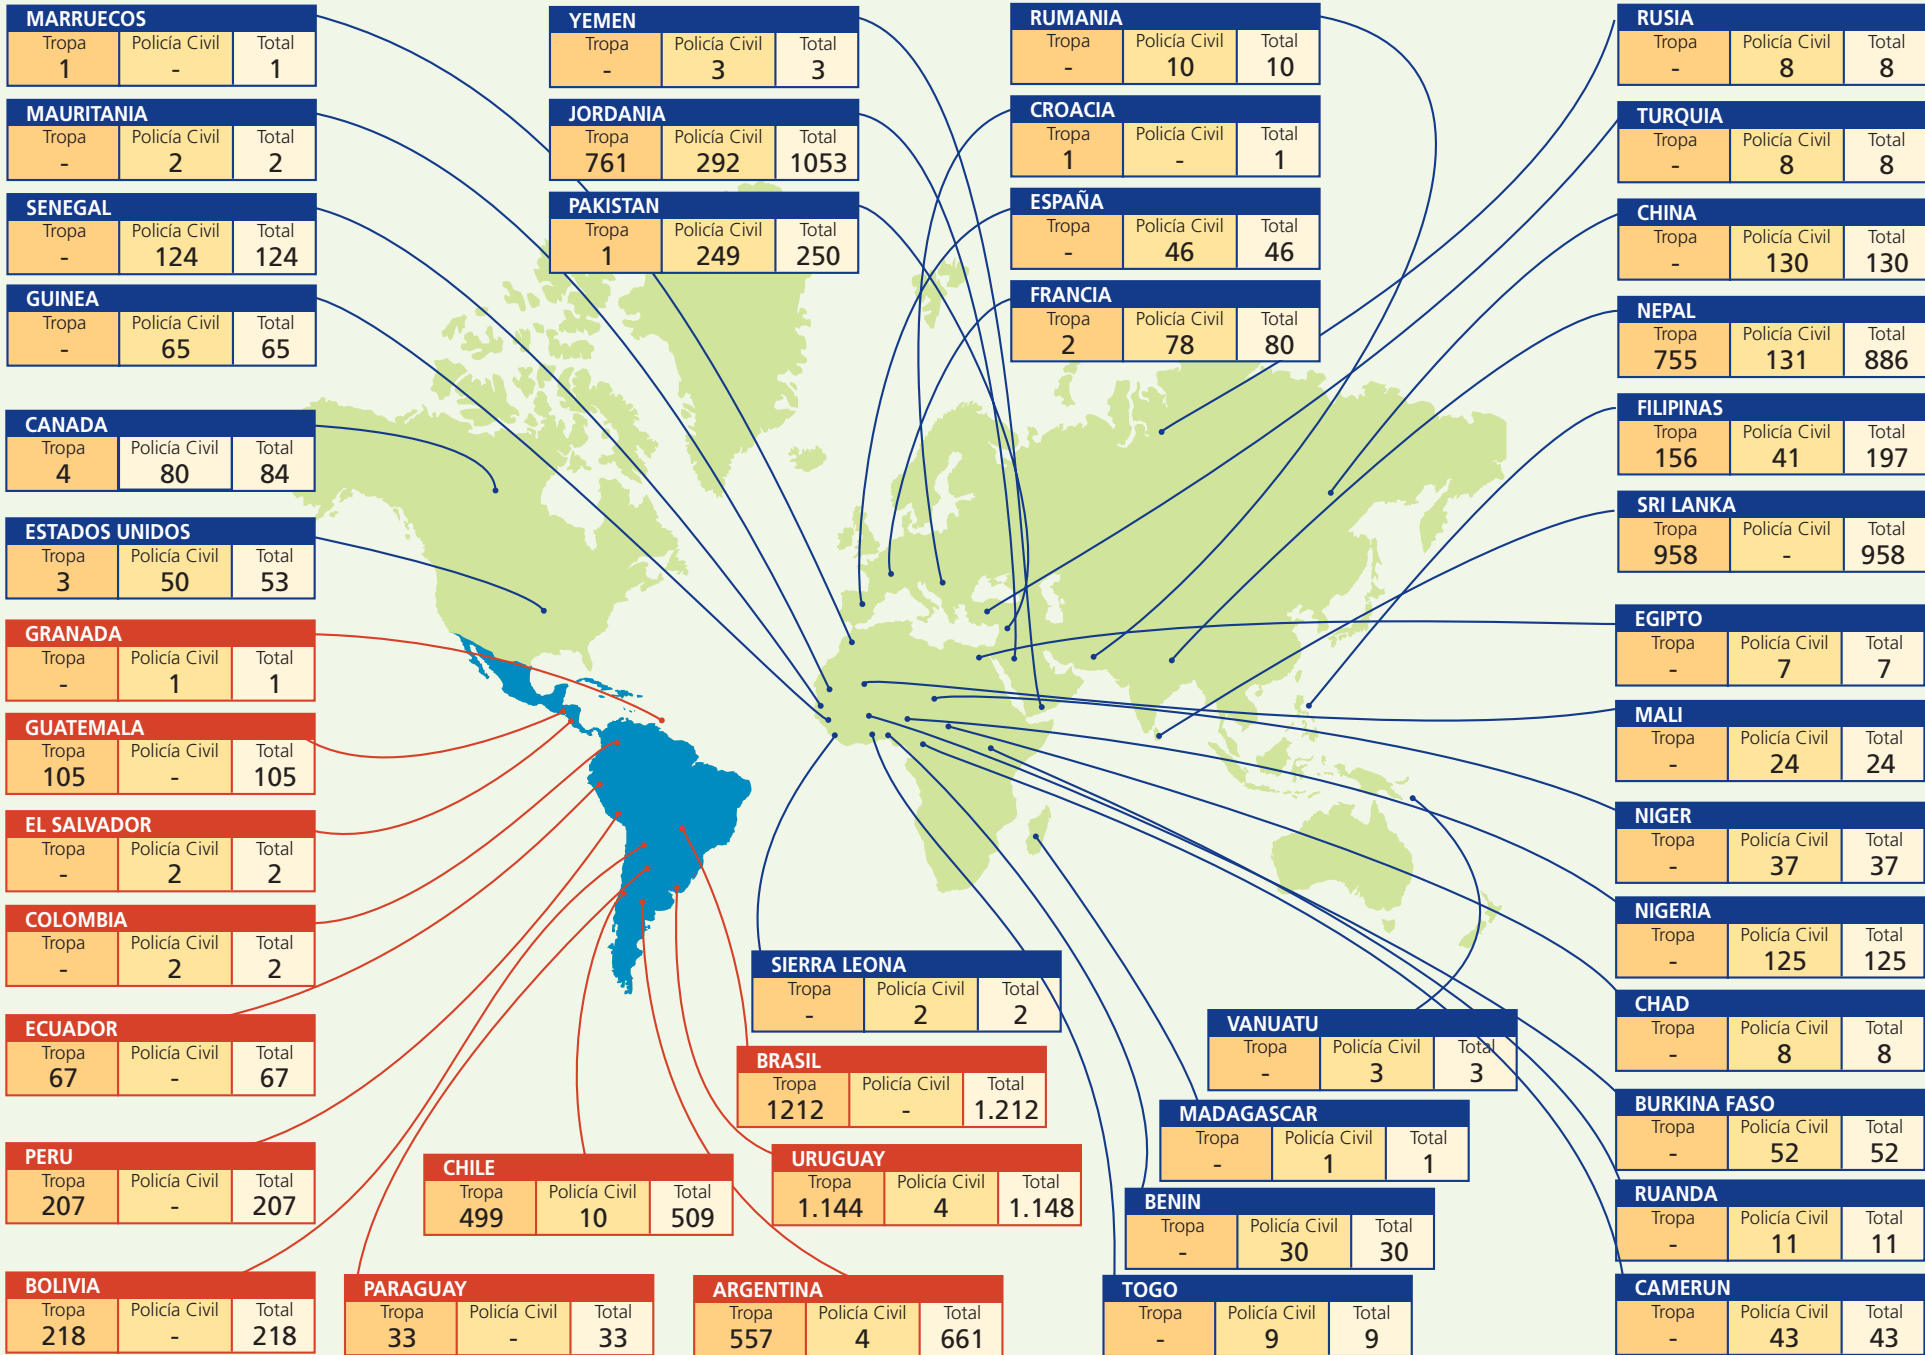 MARRUECOS
Tropa Policía Civil Total
1 - 1
MAURITANIA
Tropa Policía Civil Total
- 2 2
SENEGAL
Tropa Policía Civil Total
- 124 124
GUINEA
Tropa Policía Civil Total
- 65 65
CANADA
Tropa Policía Civil Total
4 80 84
ESTADOS UNIDOS
Tropa Policía Civil Total
3 50 53
GRANADA
Tropa Policía Civil Total
- 1 1
GUATEMALA
Tropa Policía Civil Total
105 - 105
EL SALVADOR
Tropa Policía Civil Total
- 2 2
COLOMBIA
Tropa Policía Civil Total
- 2 2
ECUADOR
Tropa Policía Civil Total
67 - 67
PERU
Tropa Policía Civil Total
207 - 207
BOLIVIA
Tropa Policía Civil Total
218 - 218
YEMEN
Tropa Policía Civil Total
- 3 3
JORDANIA
Tropa Policía Civil Total
761 292 1053
PAKISTAN
Tropa Policía Civil Total
1 249 250
RUMANIA
Tropa Policía Civil Total
- 10 10
CROACIA
Tropa Policía Civil Total
1 - 1
ESPAÑA
Tropa Policía Civil Total
- 46 46
FRANCIA
Tropa Policía Civil Total
2 78 80
SIERRA LEONA
Tropa Policía Civil Total
- 2 2
BRASIL
Tropa Policía Civil Total
1212 - 1.212
CHILE
Tropa Policía Civil Total
499 10 509
URUGUAY
Tropa Policía Civil Total
1.144 4 1.148
PARAGUAY
Tropa Policía Civil Total
33 - 33
ARGENTINA
Tropa Policía Civil Total
557 4 661
VANUATU
Tropa Policía Civil Total
- 3 3
MADAGASCAR
Tropa Policía Civil Total
- 1 1
BENIN
Tropa Policía Civil Total
- 30 30
TOGO
Tropa Policía Civil Total
- 9 9
RUSIA
Tropa Policía Civil Total
- 8 8
TURQUIA
Tropa Policía Civil Total
- 8 8
CHINA
Tropa Policía Civil Total
- 130 130
NEPAL
Tropa Policía Civil Total
755 131 886
FILIPINAS
Tropa Policía Civil Total
156 41 197
SRI LANKA
Tropa Policía Civil Total
958 - 958
EGIPTO
Tropa Policía Civil Total
- 7 7
MALI
Tropa Policía Civil Total
- 24 24
NIGER
Tropa Policía Civil Total
- 37 37
NIGERIA
Tropa Policía Civil Total
- 125 125
CHAD
Tropa Policía Civil Total
- 8 8
BURKINA FASO
Tropa Policía Civil Total
- 52 52
RUANDA
Tropa Policía Civil Total
- 11 11
CAMERUN
Tropa Policía Civil Total
- 43 43